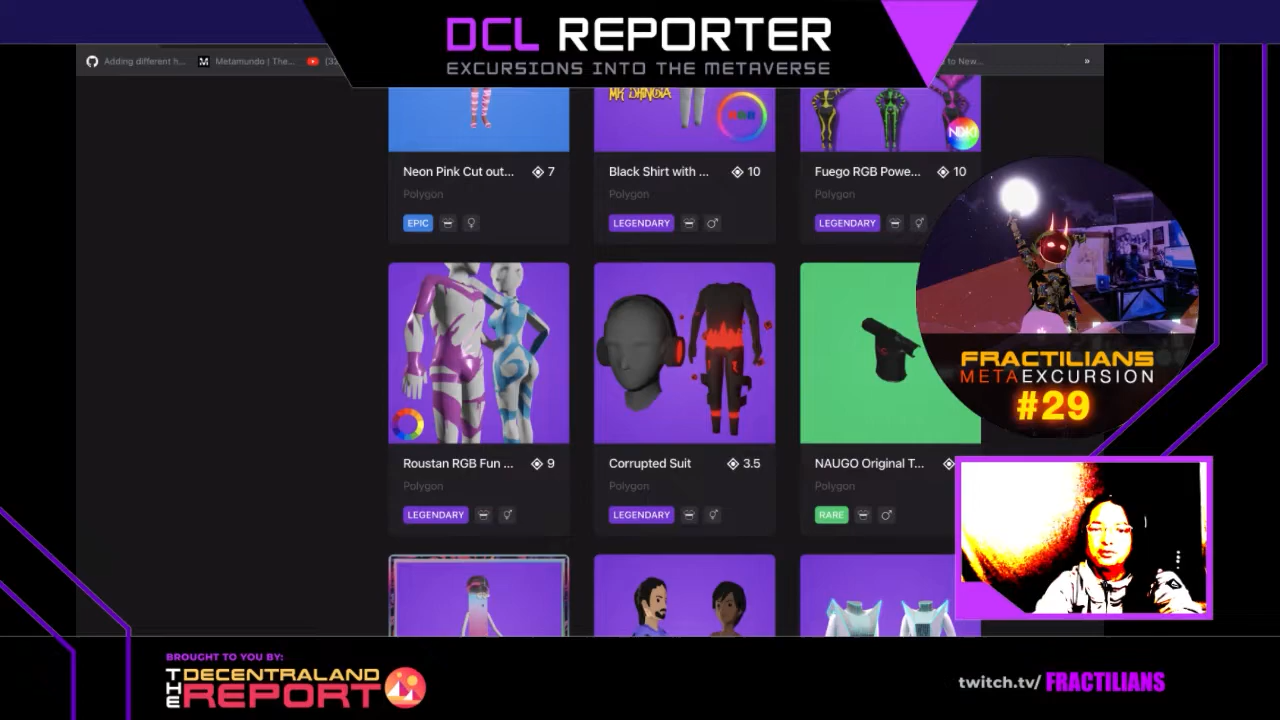 DCL REPORTER
EXCURSIONS INTO THE METAVERSE
Adding different h...
Metamundo | The...
to New...
»
Neon Pink Cut out...
7
Polygon
EPIC
Black Shirt with ...
10
Polygon
LEGENDARY
Fuego RGB Powe...
10
Polygon
LEGENDARY
Roustan RGB Fun ...
9
Polygon
LEGENDARY
Corrupted Suit
3.5
Polygon
LEGENDARY
NAUGO Original T...
Polygon
RARE
FRACTILIANS
METAEXCURSION
#29
BROUGHT TO YOU BY:
THE DECENTRALAND
REPORT
twitch.tv/ FRACTILIANS